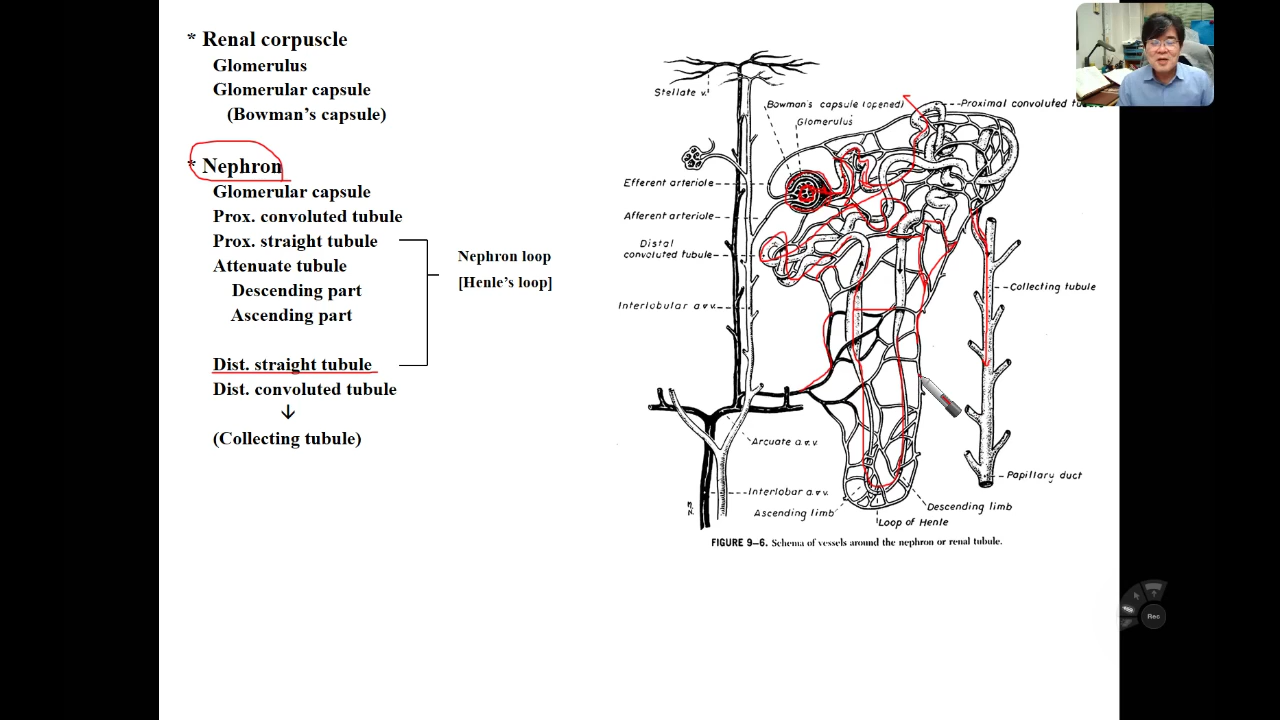 * Renal corpuscle
Glomerulus
Glomerular capsule
(Bowman's capsule)
* Nephron
Glomerular capsule
Prox. convoluted tubule
Prox. straight tubule
Attenuate tubule
Descending part
Ascending part
Dist. straight tubule
Dist. convoluted tubule
↓
(Collecting tubule)
Nephron loop
[Henle's loop]
Stellate v.
Bowman's capsule (opened)
Proximal convoluted
Glomerulus
Efferent arteriole
Afferent arteriole
Distal
convoluted tubule
Interlobular a.v v.
Collecting tubule
Arcuate a.v v.
Papillary duct
Interlobar a.v v.
Ascending limb
Descending limb
Loop of Henle
FIGURE 9–6. Schema of vessels around the nephron or renal tubule.
Rec